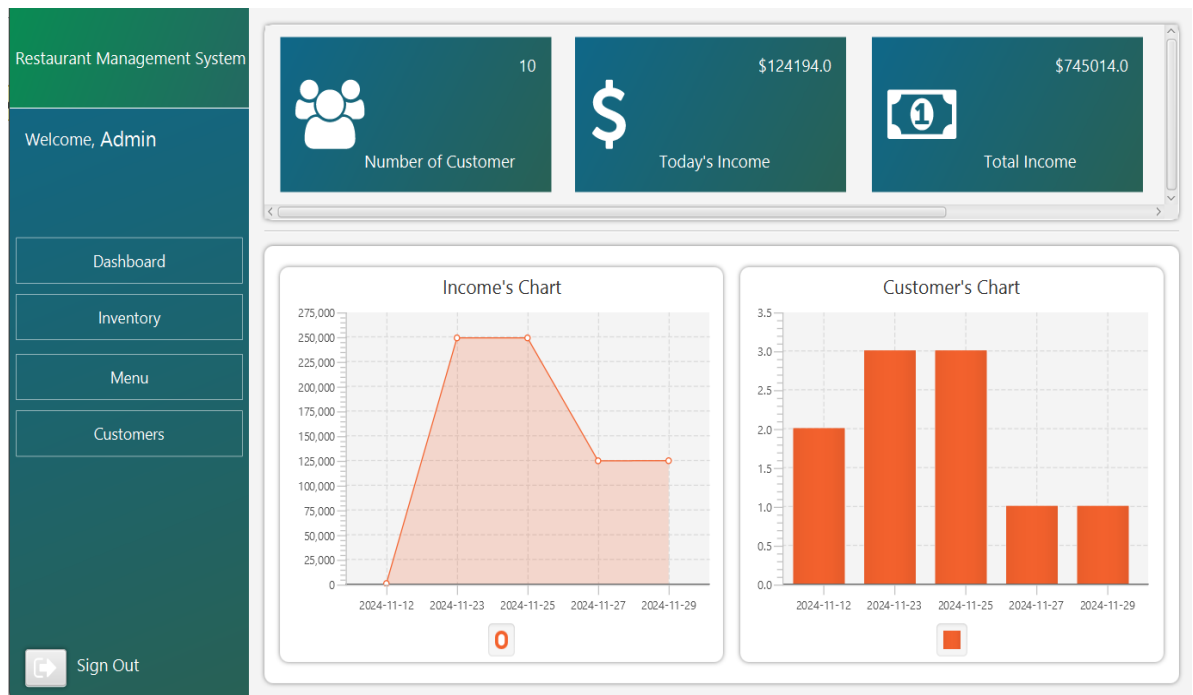 Restaurant Management System
Welcome, Admin
Dashboard
Inventory
Menu
Customers
Sign Out
10
Number of Customer
$124194.0
Today's Income
$745014.0
1
Total Income
Income's Chart
275,000
250,000
225,000
200,000
175,000
150,000
125,000
100,000
75,000
50,000
25,000
0
2024-11-12 2024-11-23 2024-11-25 2024-11-27 2024-11-29
Customer's Chart
3.5
3.0
2.5
2.0
1.5
1.0
0.5
0.0
2024-11-12 2024-11-23 2024-11-25 2024-11-27 2024-11-29